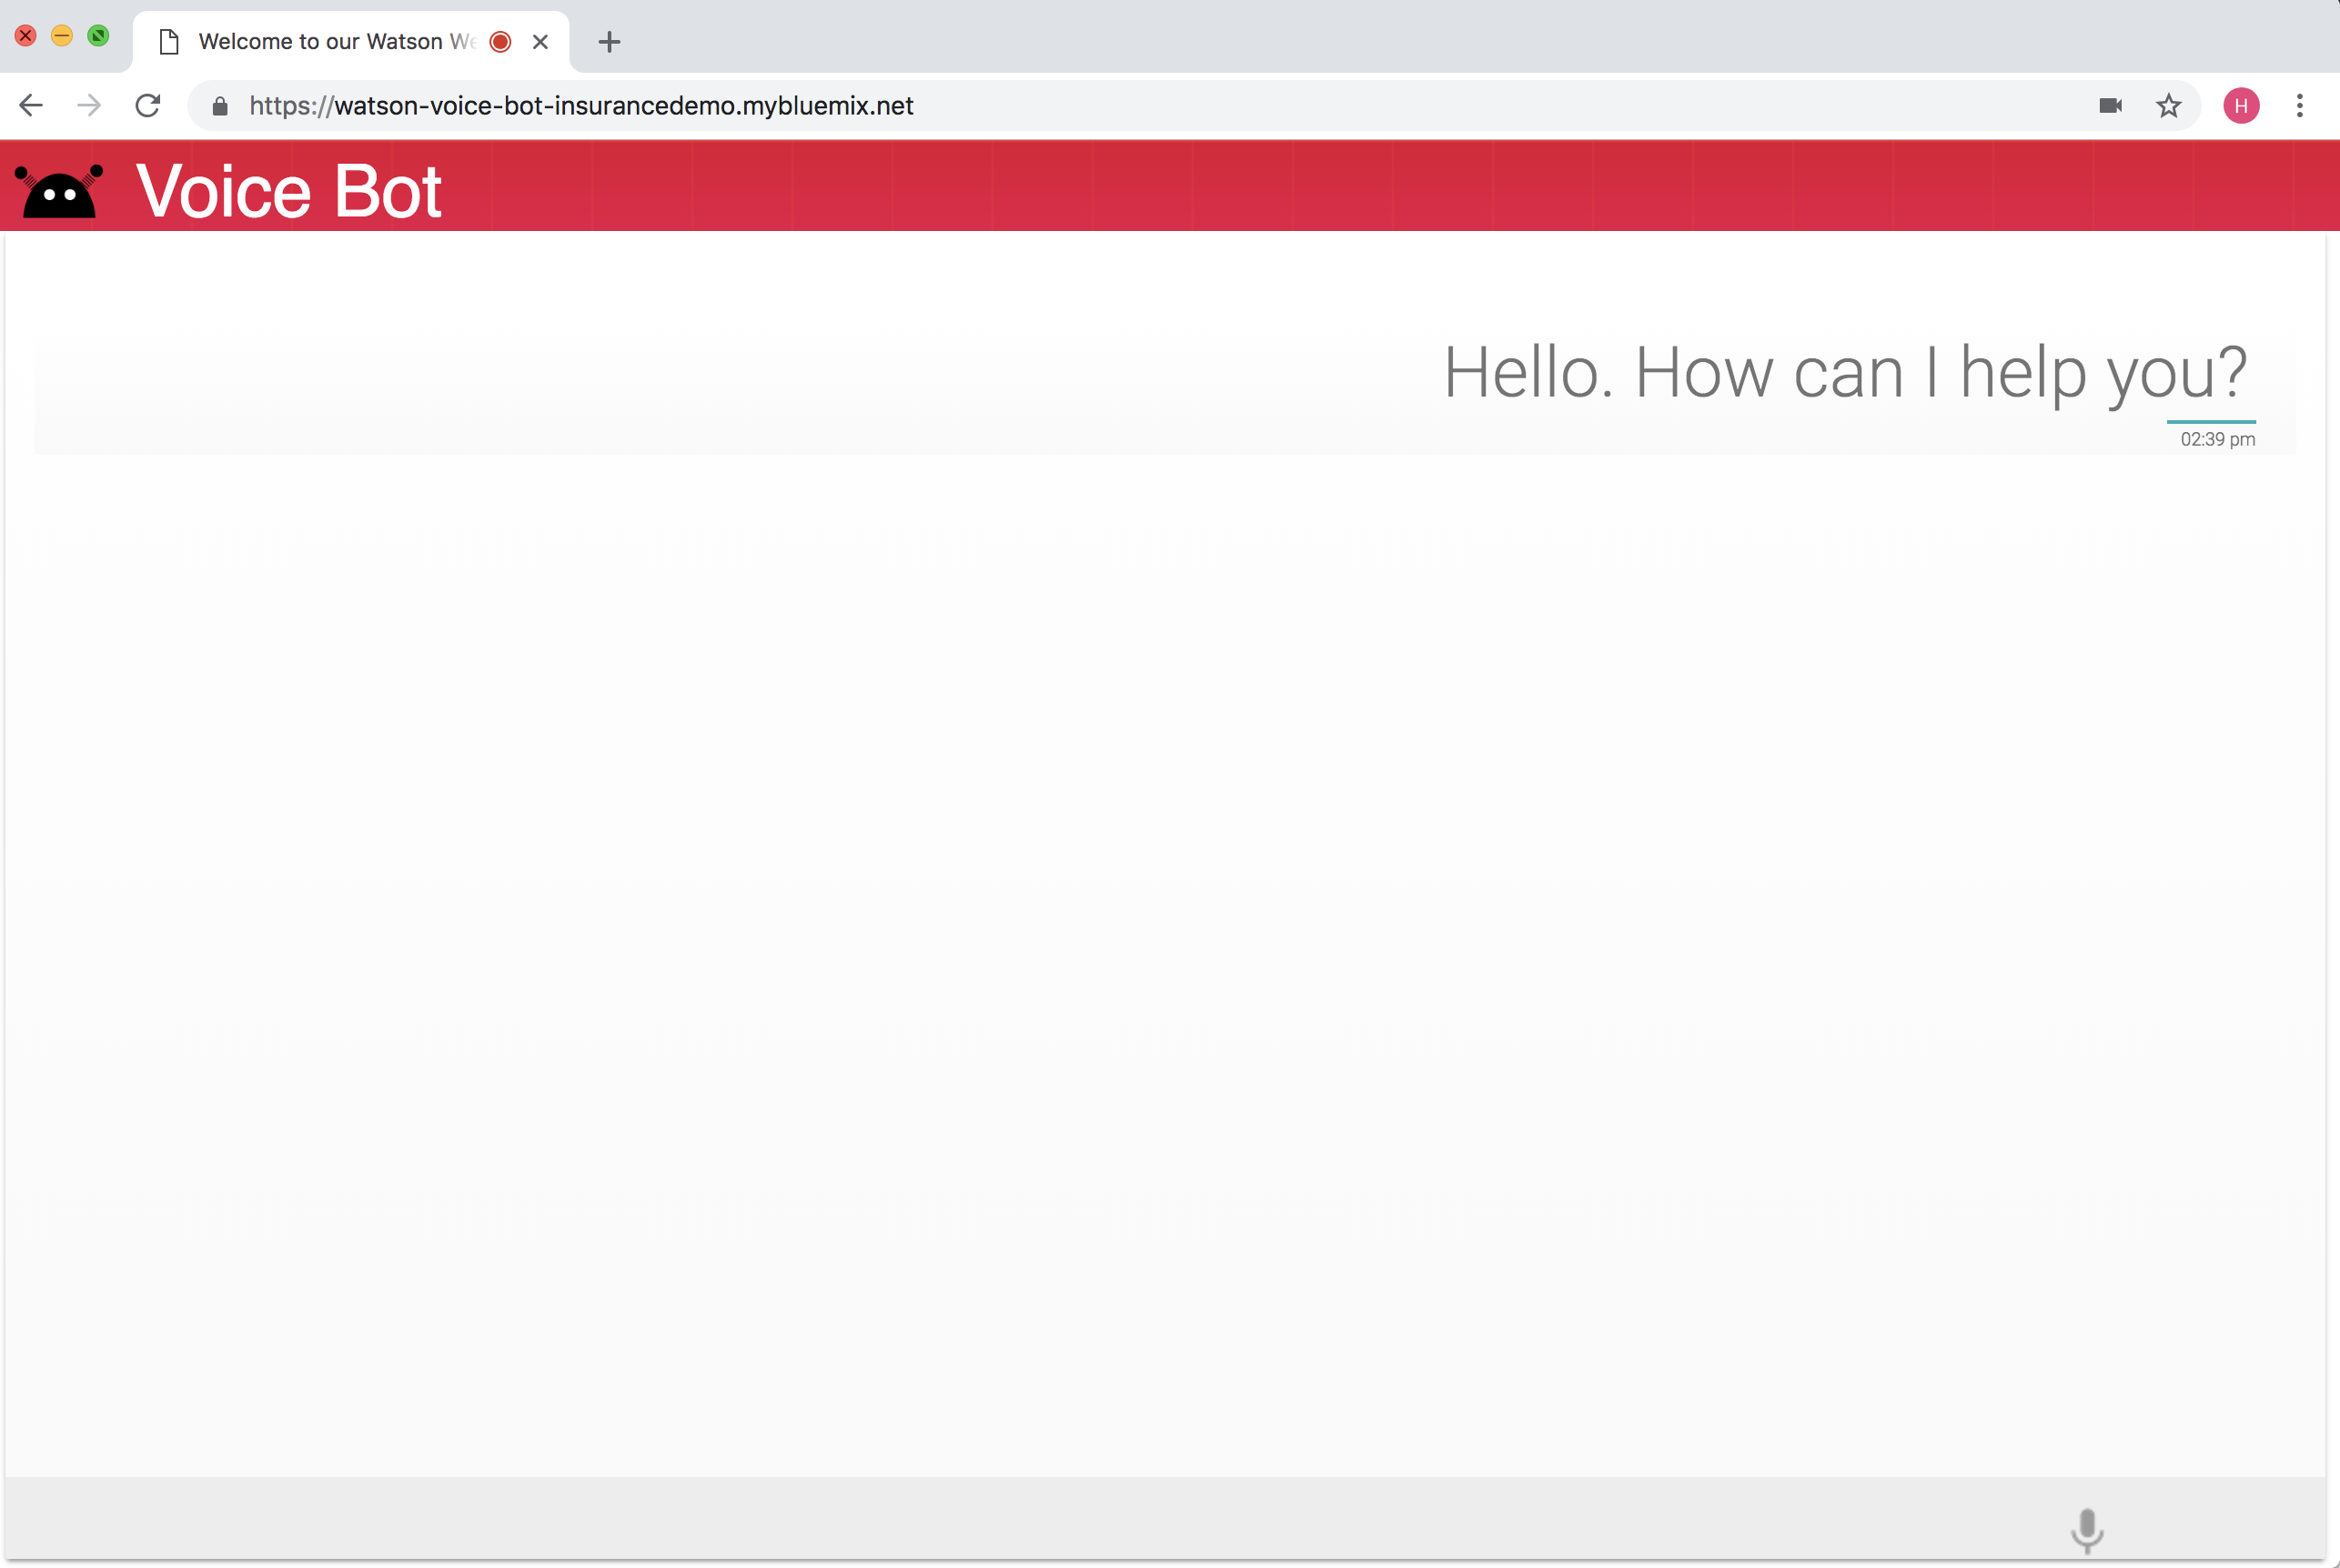 Welcome to our Watson
https://watson-voice-bot-insurancedemo.mybluemix.net
H
Voice Bot
Hello. How can I help you?
02:39 pm